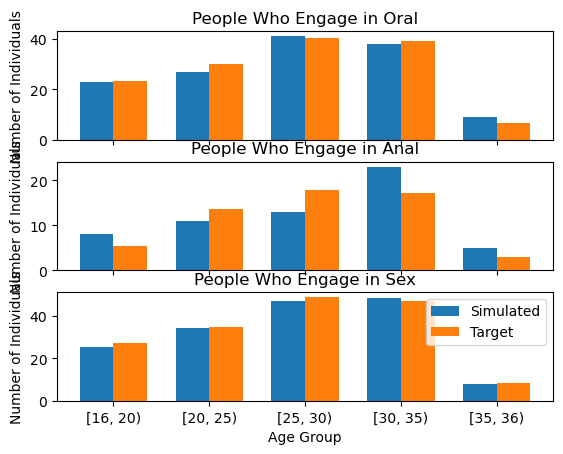 People Who Engage in Oral
Number of Individuals
40
20
0
People Who Engage in Anal
Number of Individuals
20
10
0
People Who Engage in Sex
Number of Individuals
40
20
0
Simulated
Target
[16, 20) [20, 25) [25, 30) [30, 35) [35, 36)
Age Group